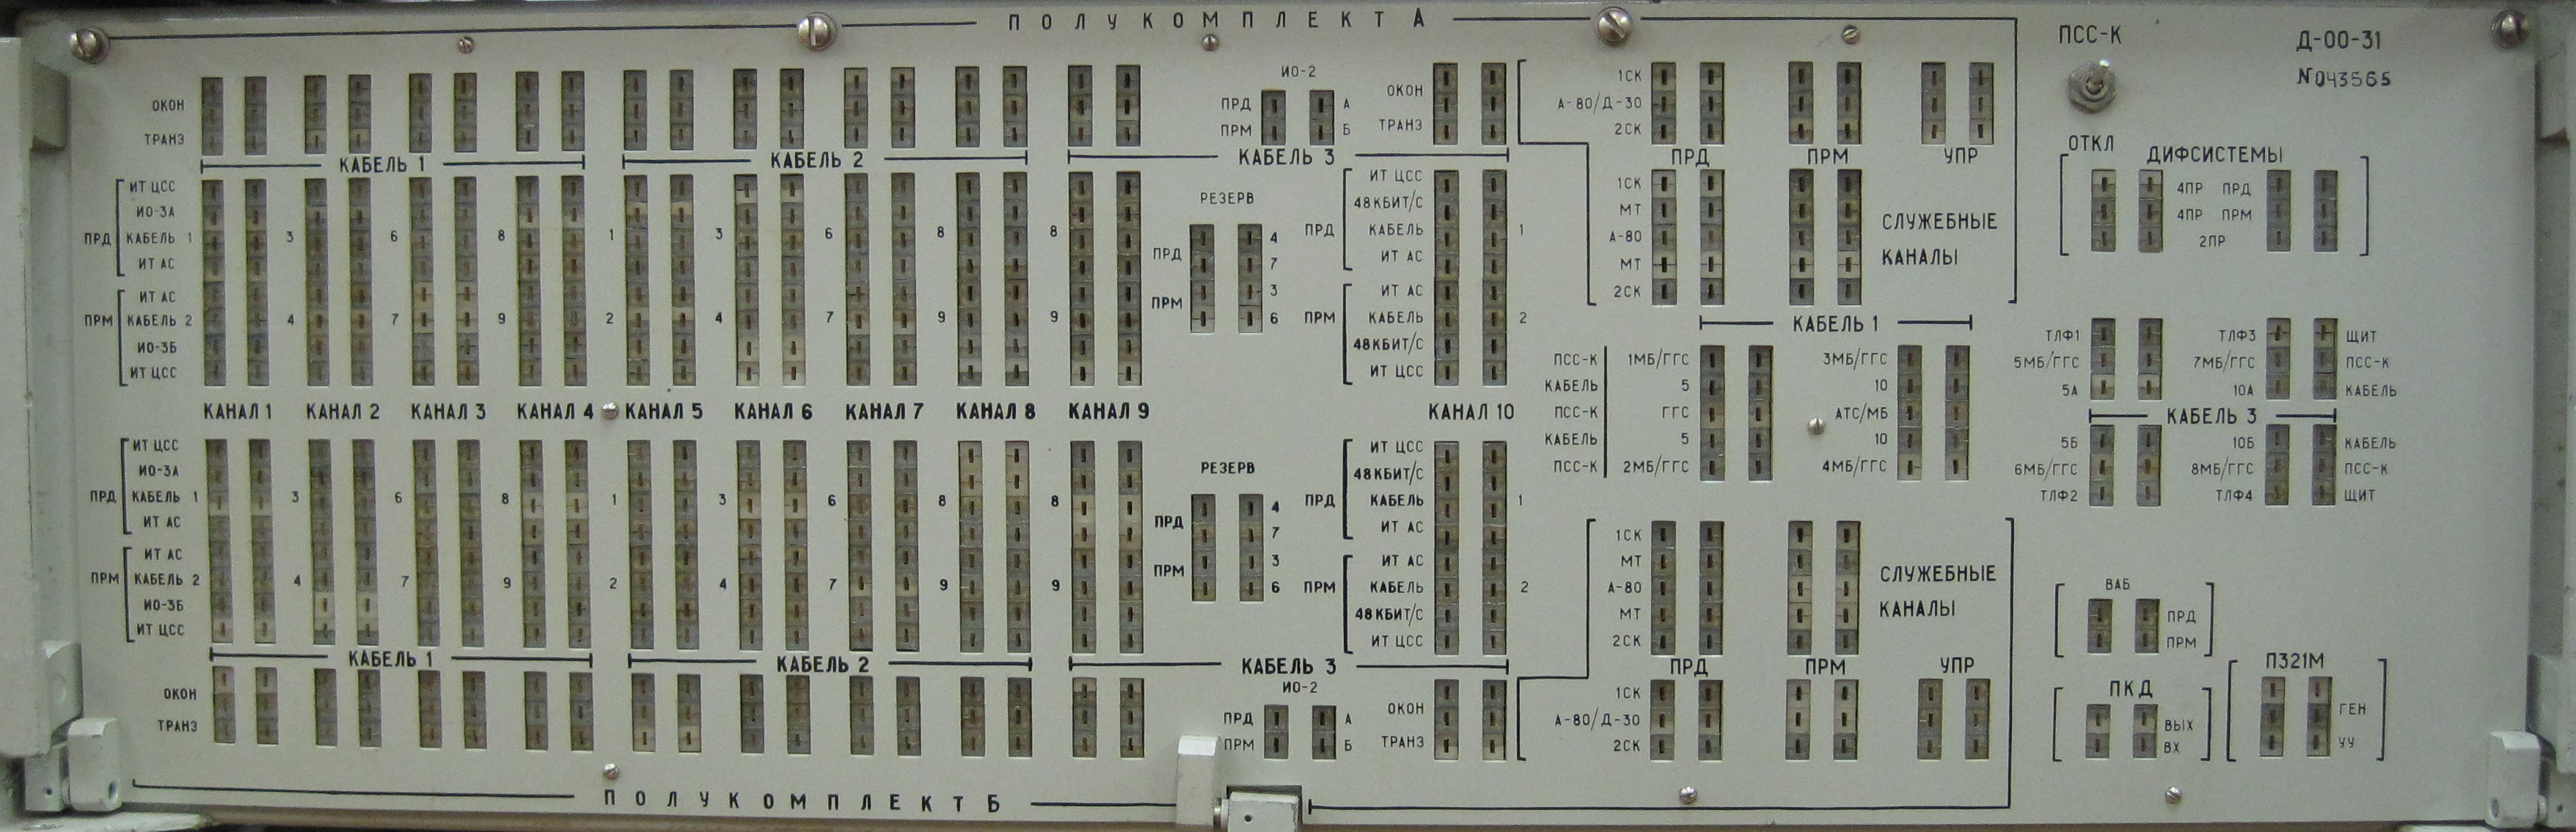 ПОЛУКОМПЛЕКТ А
ПСС-К
Д-00-31
N043565
ОТКЛ
ОКОН
ТРАНЗ
КАБЕЛЬ 1
КАБЕЛЬ 2
ИО-2
ПРД А
ПРМ Б
ОКОН
ТРАНЗ
КАБЕЛЬ 3
1СК
А-80/Д-30
2СК
ПРД ПРМ УПР
ДИФСИСТЕМЫ
4ПР ПРД
4ПР ПРМ
2ПР
ИТ ЦСС
ИО-3А
ПРД КАБЕЛЬ 1 3 6 8 1 3 6 8 8
ИТ АС
ИТ АС
ПРМ КАБЕЛЬ 2 4 7 9 2 4 7 9 9
ИО-3Б
ИТ ЦСС
РЕЗЕРВ
ПРД 4
7
ПРМ 3
6
ИТ ЦСС
48КБИТ/С
ПРД КАБЕЛЬ 1
ИТ АС
ИТ АС
ПРМ КАБЕЛЬ 2
48КБИТ/С
ИТ ЦСС
1СК
МТ
А-80
МТ
2СК
СЛУЖЕБНЫЕ
КАНАЛЫ
КАБЕЛЬ 1
ПСС-К 1МБ/ГГС 3МБ/ГГС
КАБЕЛЬ 5 10
ПСС-К ГГС АТС/МБ
КАБЕЛЬ 5 10
ПСС-К 2МБ/ГГС 4МБ/ГГС
ТЛФ1 ТЛФ3 ЩИТ
5МБ/ГГС 7МБ/ГГС ПСС-К
5А 10А КАБЕЛЬ
КАБЕЛЬ 3
5Б 10Б КАБЕЛЬ
6МБ/ГГС 8МБ/ГГС ПСС-К
ТЛФ2 ТЛФ4 ЩИТ
КАНАЛ 1 КАНАЛ 2 КАНАЛ 3 КАНАЛ 4 КАНАЛ 5 КАНАЛ 6 КАНАЛ 7 КАНАЛ 8 КАНАЛ 9 КАНАЛ 10
ИТ ЦСС
ИО-3А
ПРД КАБЕЛЬ 1 3 6 8 1 3 6 8 8
ИТ АС
ИТ АС
ПРМ КАБЕЛЬ 2 4 7 9 2 4 7 9 9
ИО-3Б
ИТ ЦСС
РЕЗЕРВ
ПРД 4
7
ПРМ 3
6
ИТ ЦСС
48КБИТ/С
ПРД КАБЕЛЬ 1
ИТ АС
ИТ АС
ПРМ КАБЕЛЬ 2
48КБИТ/С
ИТ ЦСС
1СК
МТ
А-80
МТ
2СК
СЛУЖЕБНЫЕ
КАНАЛЫ
ПРД ПРМ УПР
1СК
А-80/Д-30
2СК
КАБЕЛЬ 1
КАБЕЛЬ 2
КАБЕЛЬ 3
ОКОН
ТРАНЗ
ИО-2
ПРД А
ПРМ Б
ОКОН
ТРАНЗ
ВАБ
ПРД
ПРМ
ПКД
ВЫХ
ВХ
П321М
ГЕН
УУ
ПОЛУКОМПЛЕКТ Б